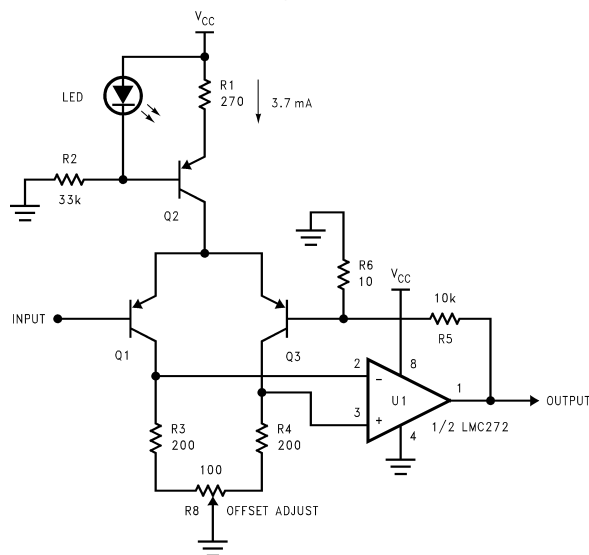 VCC
LED
R1
270
3.7 mA
R2
33k
Q2
R6
10
VCC
10k
R5
INPUT
Q1
Q3
2
8
1
U1
OUTPUT
3
4
1/2 LMC272
R3
200
R4
200
100
R8
OFFSET ADJUST